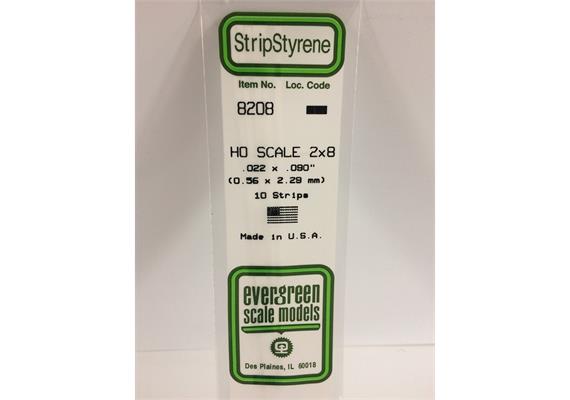 StripStyrene
Item No. Loc. Code
8208
HO SCALE 2x8
.022 x .090"
(0.56 x 2.29 mm)
10 Strips
Made in U.S.A.
evergreen
scale models
Des Plaines, IL 60018